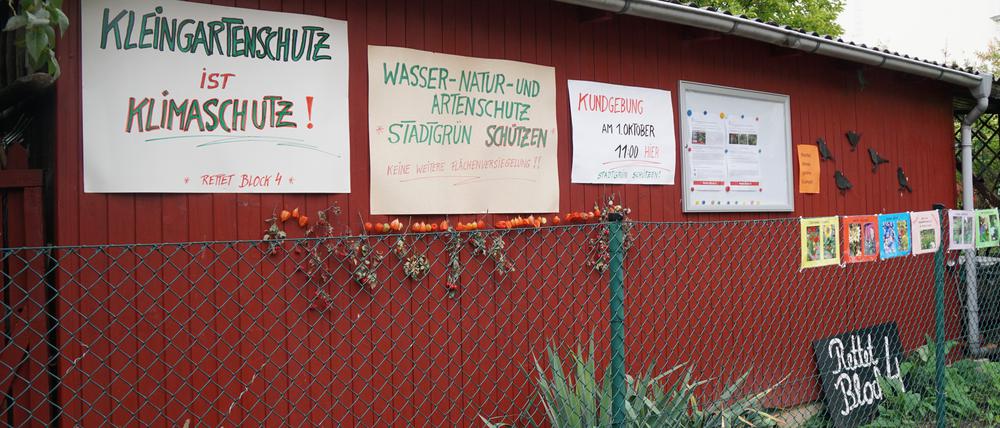 KLEINGARTENSCHUTZ
IST
KLIMASCHUTZ!
* RETTET BLOCK 4 *
WASSER-NATUR-UND
ARTENSCHUTZ
* STADTGRÜN SCHÜTZEN *
KEINE WEITERE FLÄCHENVERSIEGELUNG!!
KUNDGEBUNG
AM 1. OKTOBER
11:00 HIER
STADTGRÜN SCHÜTZEN!
Rettet
Block 4